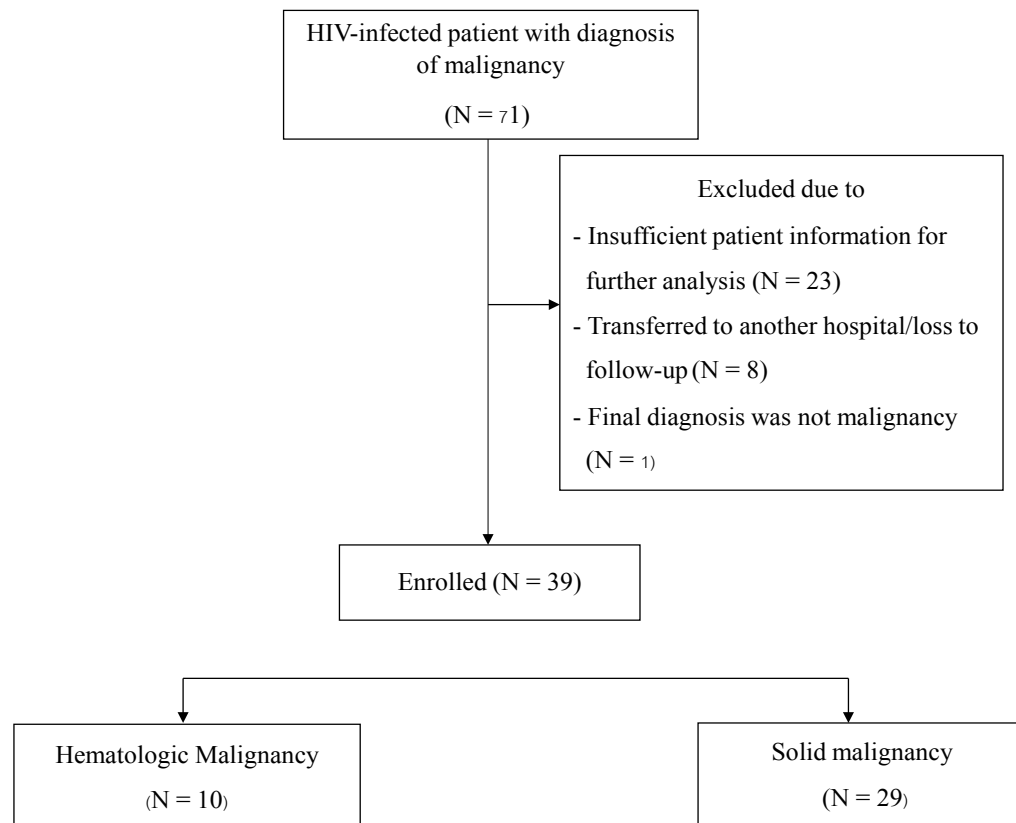 HIV-infected patient with diagnosis
of malignancy
(N = 71)
Excluded due to
- Insufficient patient information for
further analysis (N = 23)
- Transferred to another hospital/loss to
follow-up (N = 8)
- Final diagnosis was not malignancy
(N = 1)
Enrolled (N = 39)
Hematologic Malignancy
(N = 10)
Solid malignancy
(N = 29)